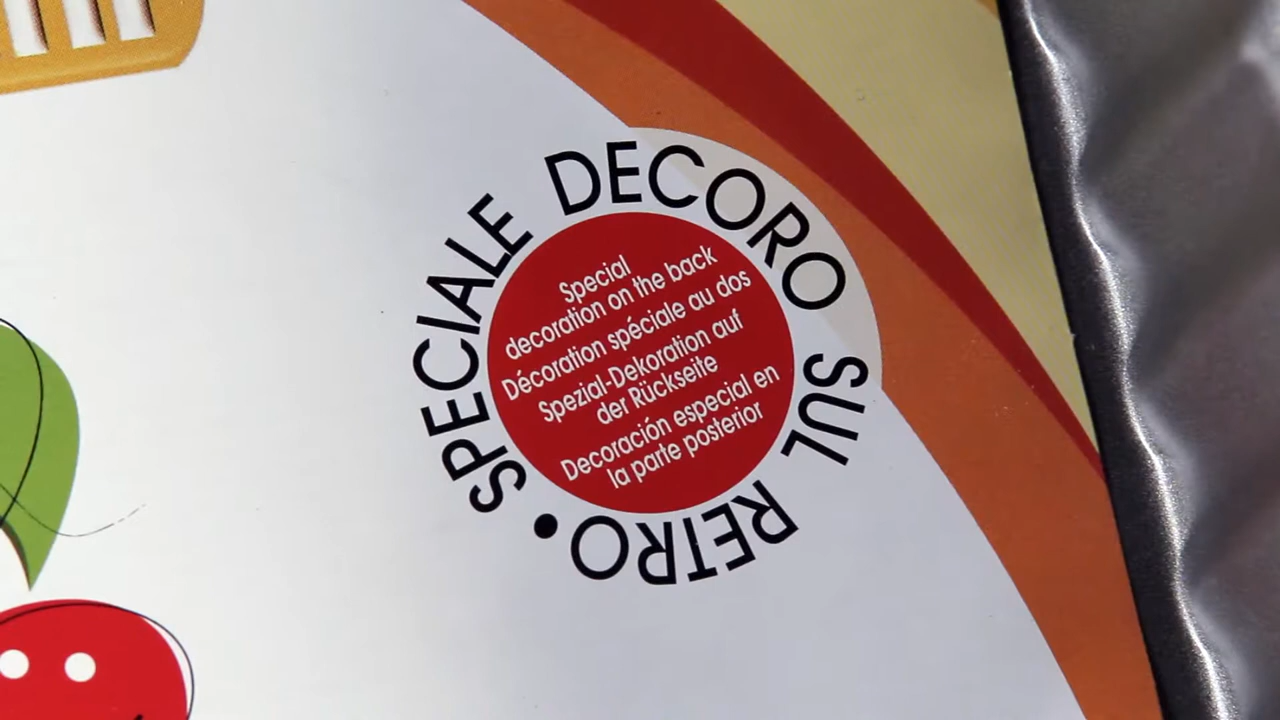 SPECIALE DECORO SUL RETRO •
Special
decoration on the back
Décoration spéciale au dos
Spezial-Dekoration auf
der Rückseite
Decoración especial en
la parte posterior